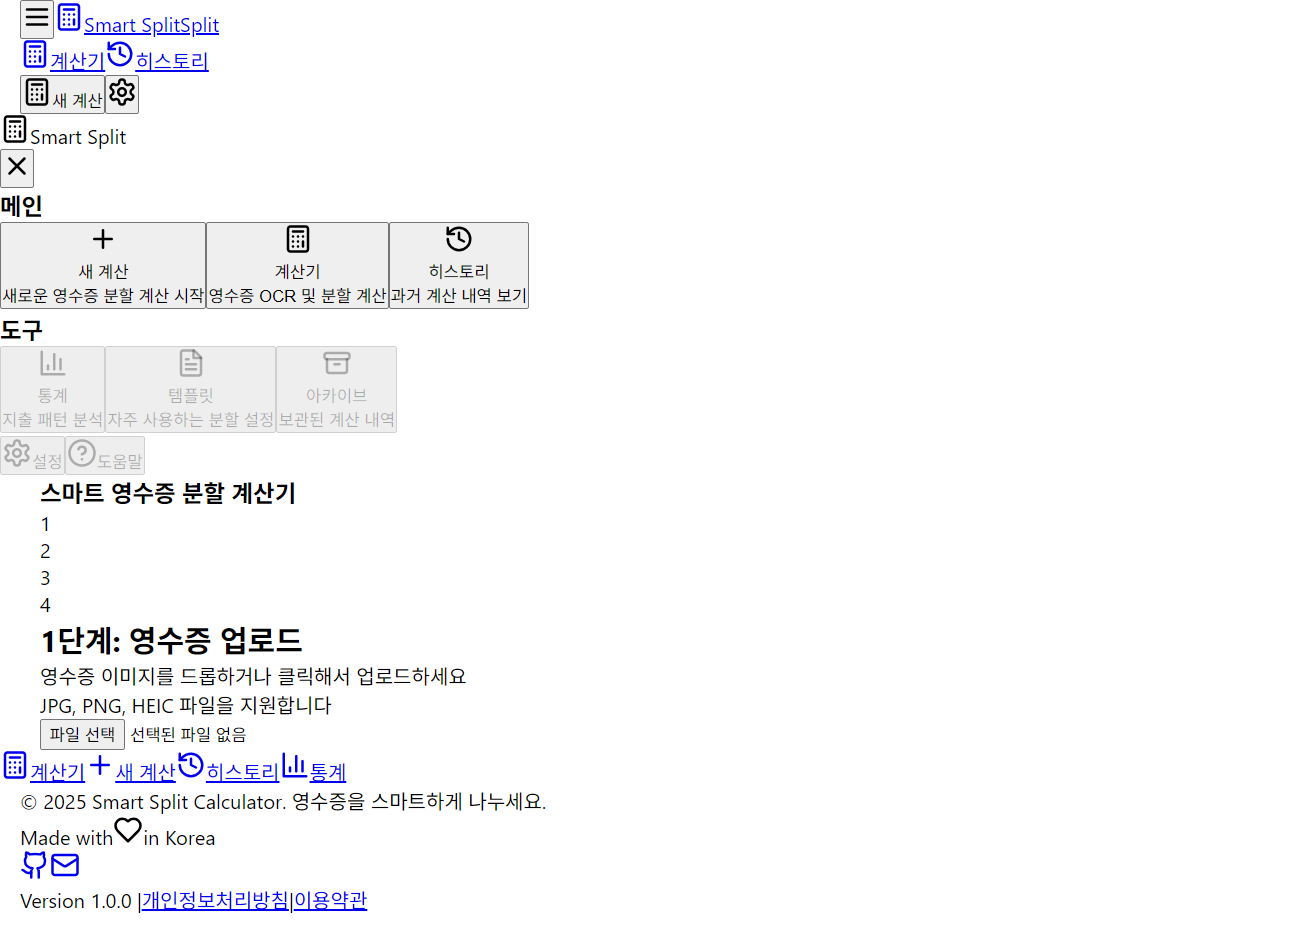 Smart SplitSplit
계산기 히스토리
새 계산
Smart Split
메인
새 계산 계산기 히스토리
새로운 영수증 분할 계산 시작 영수증 OCR 및 분할 계산 과거 계산 내역 보기
도구
통계 템플릿 아카이브
지출 패턴 분석 자주 사용하는 분할 설정 보관된 계산 내역
설정 도움말
스마트 영수증 분할 계산기
1
2
3
4
1단계: 영수증 업로드
영수증 이미지를 드롭하거나 클릭해서 업로드하세요
JPG, PNG, HEIC 파일을 지원합니다
파일 선택 선택된 파일 없음
계산기 새 계산 히스토리 통계
© 2025 Smart Split Calculator. 영수증을 스마트하게 나누세요.
Made with in Korea
Version 1.0.0 |개인정보처리방침|이용약관